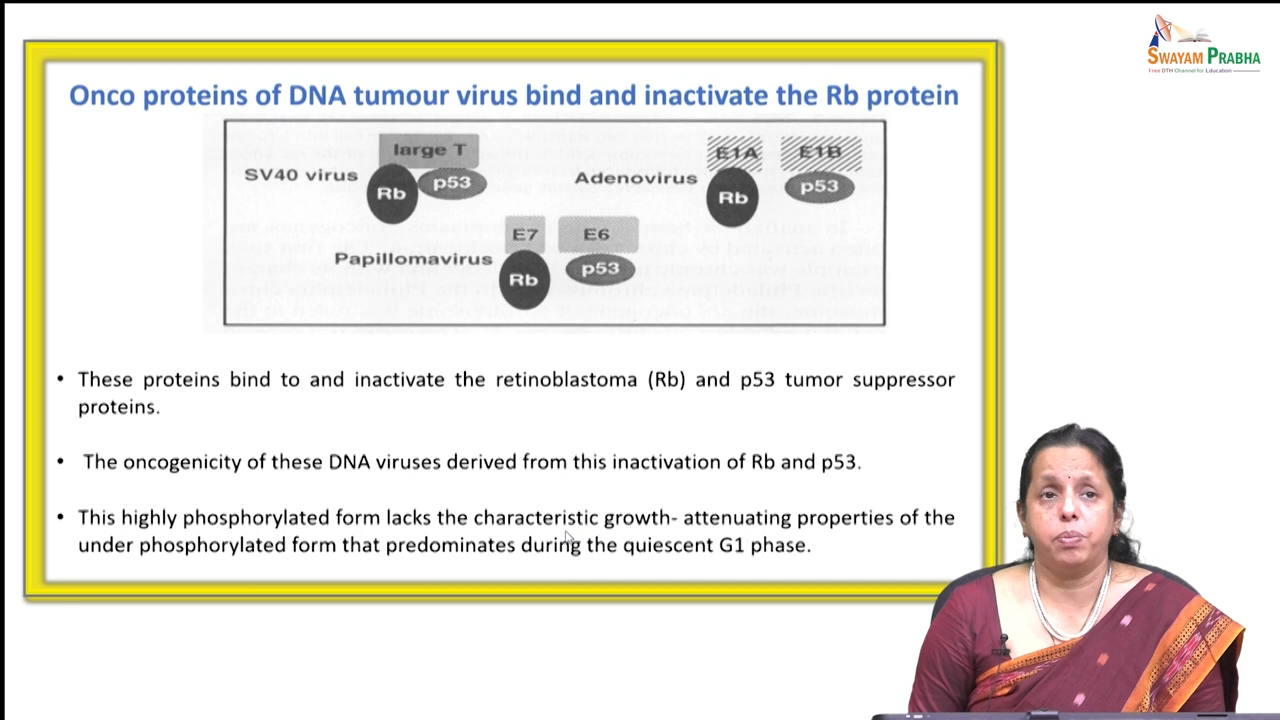 SWAYAM PRABHA
Free DTH Channel for Education
Onco proteins of DNA tumour virus bind and inactivate the Rb protein
large T
SV40 virus
Rb
p53
E1A
E1B
Adenovirus
Rb
p53
E7
E6
Papillomavirus
Rb
p53
• These proteins bind to and inactivate the retinoblastoma (Rb) and p53 tumor suppressor
proteins.
• The oncogenicity of these DNA viruses derived from this inactivation of Rb and p53.
• This highly phosphorylated form lacks the characteristic growth- attenuating properties of the
under phosphorylated form that predominates during the quiescent G1 phase.